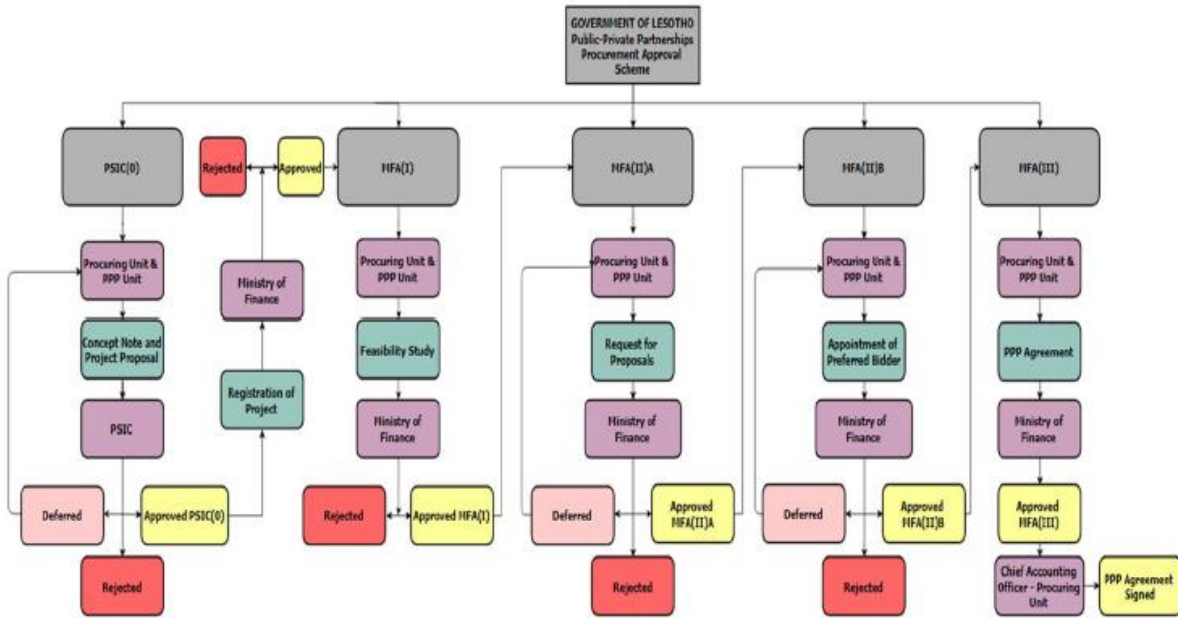 GOVERNMENT OF LESOTHO
Public-Private Partnerships
Procurement Approval
Scheme
PSIC(0)
Rejected
Approved
MFA(I)
MFA(II)A
MFA(II)B
MFA(III)
Procuring Unit &
PPP Unit
Ministry of
Finance
Procuring Unit &
PPP Unit
Procuring Unit &
PPP Unit
Procuring Unit &
PPP Unit
Procuring Unit &
PPP Unit
Concept Note and
Project Proposal
Registration of
Project
Feasibility Study
Request for
Proposals
Appointment of
Preferred Bidder
PPP Agreement
PSIC
Ministry of
Finance
Ministry of
Finance
Ministry of
Finance
Ministry of
Finance
Deferred
Approved PSIC(0)
Rejected
Approved MFA(I)
Deferred
Approved
MFA(II)A
Deferred
Approved
MFA(II)B
Approved
MFA(III)
Rejected
Rejected
Rejected
Chief Accounting
Officer - Procuring
Unit
PPP Agreement
Signed